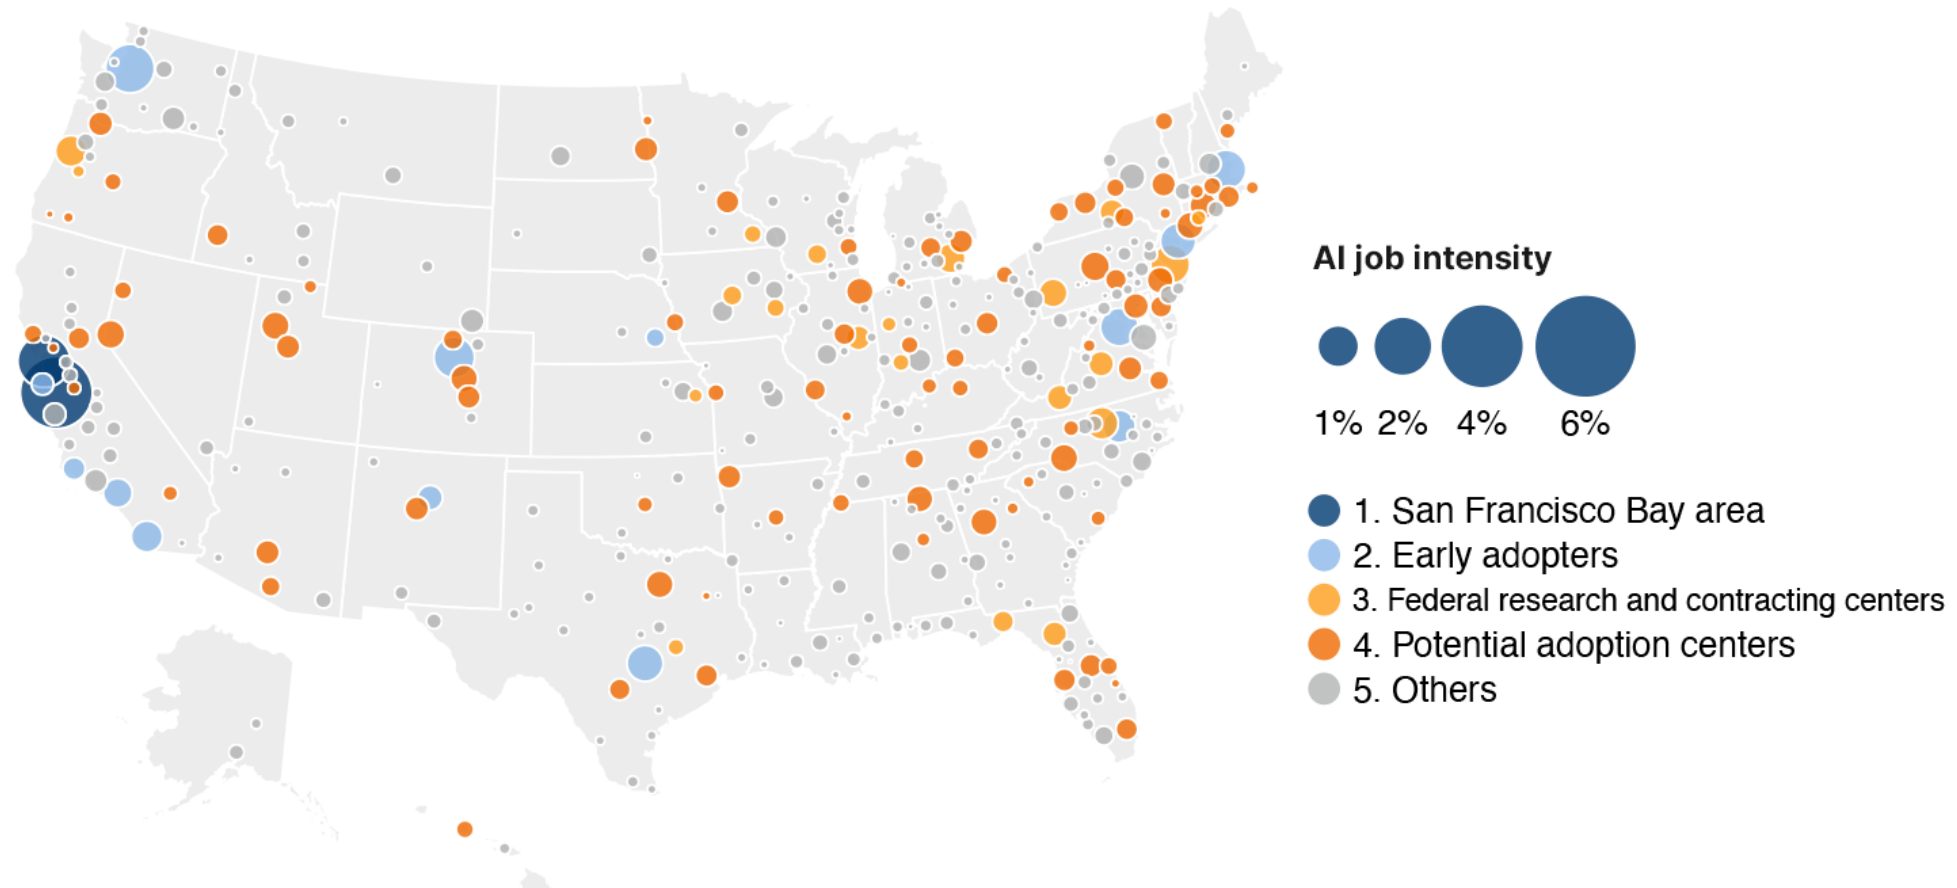 AI job intensity
1% 2% 4% 6%
1. San Francisco Bay area
2. Early adopters
3. Federal research and contracting centers
4. Potential adoption centers
5. Others